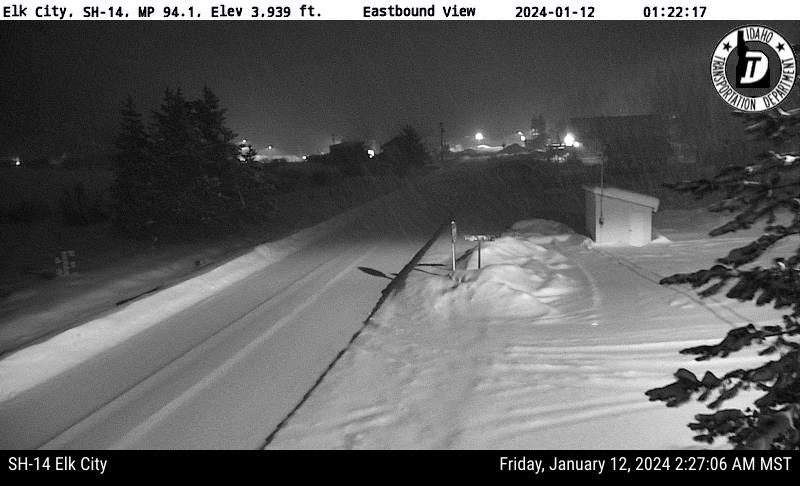 Elk City, SH-14, MP 94.1, Elev 3,939 ft. Eastbound View 2024-01-12 01:22:17
IDAHO
TRANSPORTATION DEPARTMENT
SH-14 Elk City Friday, January 12, 2024 2:27:06 AM MST